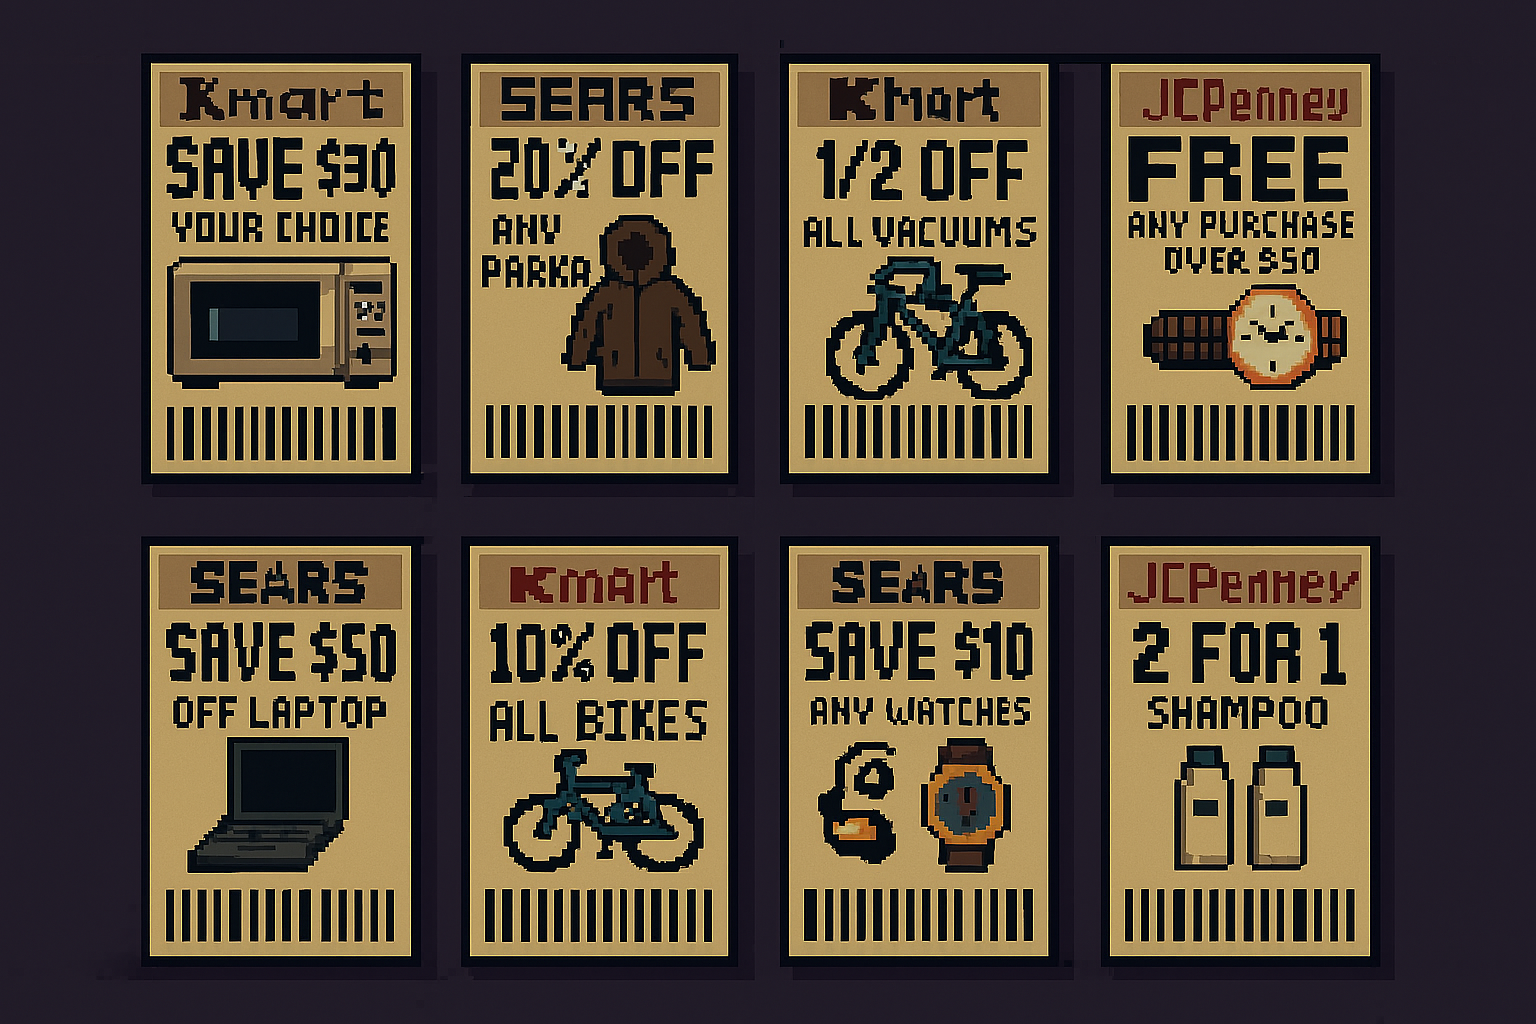 Kmart
SAVE $30
YOUR CHOICE
SEARS
20% OFF
ANY
PARKA
Kmart
1/2 OFF
ALL VACUUMS
JCPenney
FREE
ANY PURCHASE
OVER $50
SEARS
SAVE $50
OFF LAPTOP
Kmart
10% OFF
ALL BIKES
SEARS
SAVE $10
ANY WATCHES
JCPenney
2 FOR 1
SHAMPOO